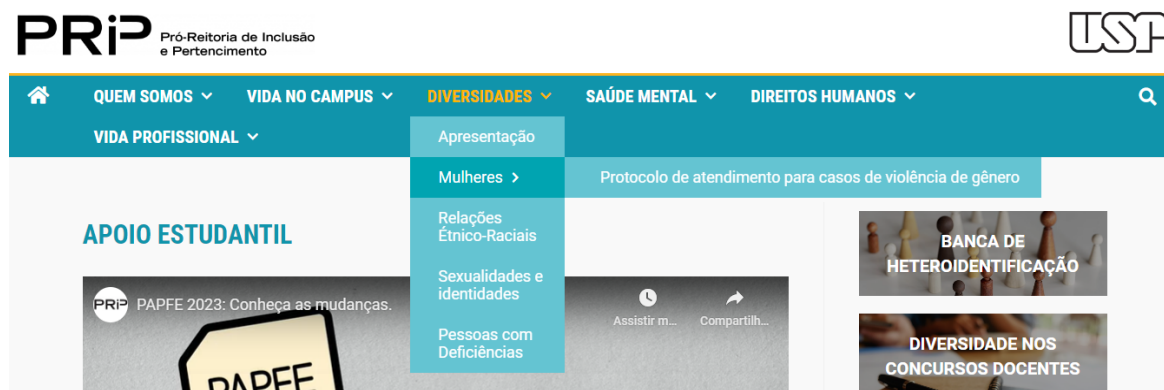 PRiP Pró-Reitoria de Inclusão
e Pertencimento
USP
QUEM SOMOS VIDA NO CAMPUS DIVERSIDADES SAÚDE MENTAL DIREITOS HUMANOS
VIDA PROFISSIONAL
Apresentação
Mulheres
Protocolo de atendimento para casos de violência de gênero
Relações
Étnico-Raciais
Sexualidades e
identidades
Pessoas com
Deficiências
APOIO ESTUDANTIL
PRiP PAPFE 2023: Conheça as mudanças.
Assistir m... Compartilh...
PAPFE
BANCA DE
HETEROIDENTIFICAÇÃO
DIVERSIDADE NOS
CONCURSOS DOCENTES